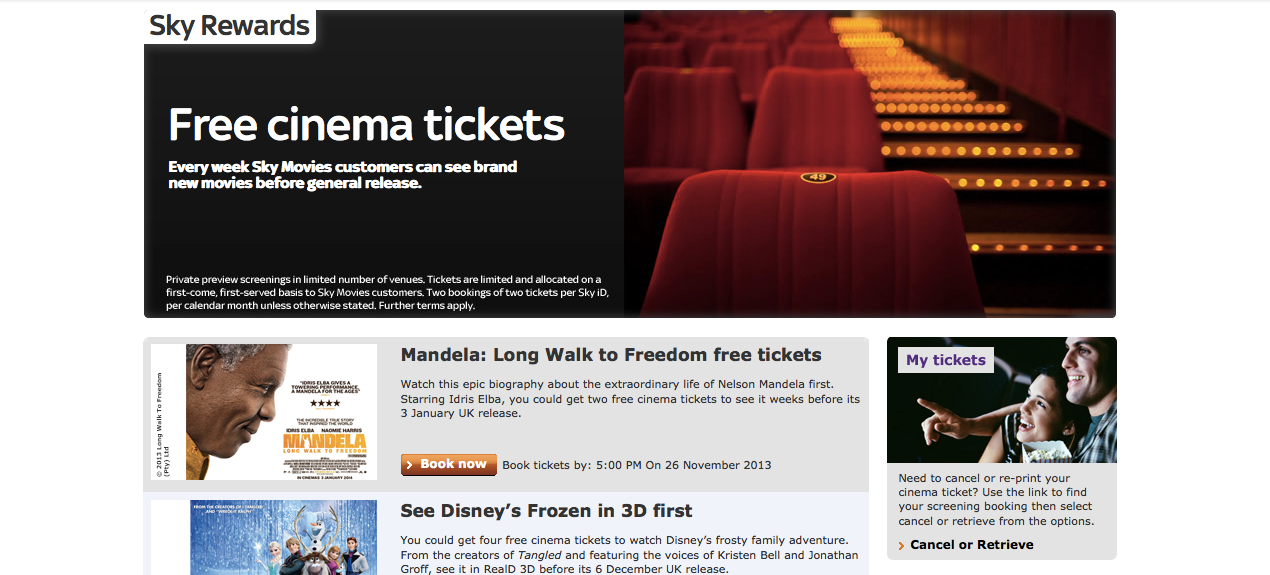 Sky Rewards
Free cinema tickets
Every week Sky Movies customers can see brand
new movies before general release.
Private preview screenings in limited number of venues. Tickets are limited and allocated on a
first-come, first-served basis to Sky Movies customers. Two bookings of two tickets per Sky iD,
per calendar month unless otherwise stated. Further terms apply.
49
© 2013 Long Walk To Freedom
(Pty) Ltd
"IDRIS ELBA GIVES A
TOWERING PERFORMANCE.
A MANDELA FOR THE AGES"
★★★★
THE INCREDIBLE TRUE STORY
THAT INSPIRED THE WORLD
IDRIS ELBA NAOMIE HARRIS
MANDELA
LONG WALK TO FREEDOM
IN CINEMAS 3 JANUARY 2014
Mandela: Long Walk to Freedom free tickets
Watch this epic biography about the extraordinary life of Nelson Mandela first.
Starring Idris Elba, you could get two free cinema tickets to see it weeks before its
3 January UK release.
Book now
Book tickets by: 5:00 PM On 26 November 2013
FROM THE CREATORS OF "TANGLED"
AND "WRECK-IT RALPH"
See Disney's Frozen in 3D first
You could get four free cinema tickets to watch Disney's frosty family adventure.
From the creators of Tangled and featuring the voices of Kristen Bell and Jonathan
Groff, see it in RealD 3D before its 6 December UK release.
My tickets
Need to cancel or re-print your
cinema ticket? Use the link to find
your screening booking then select
cancel or retrieve from the options.
Cancel or Retrieve